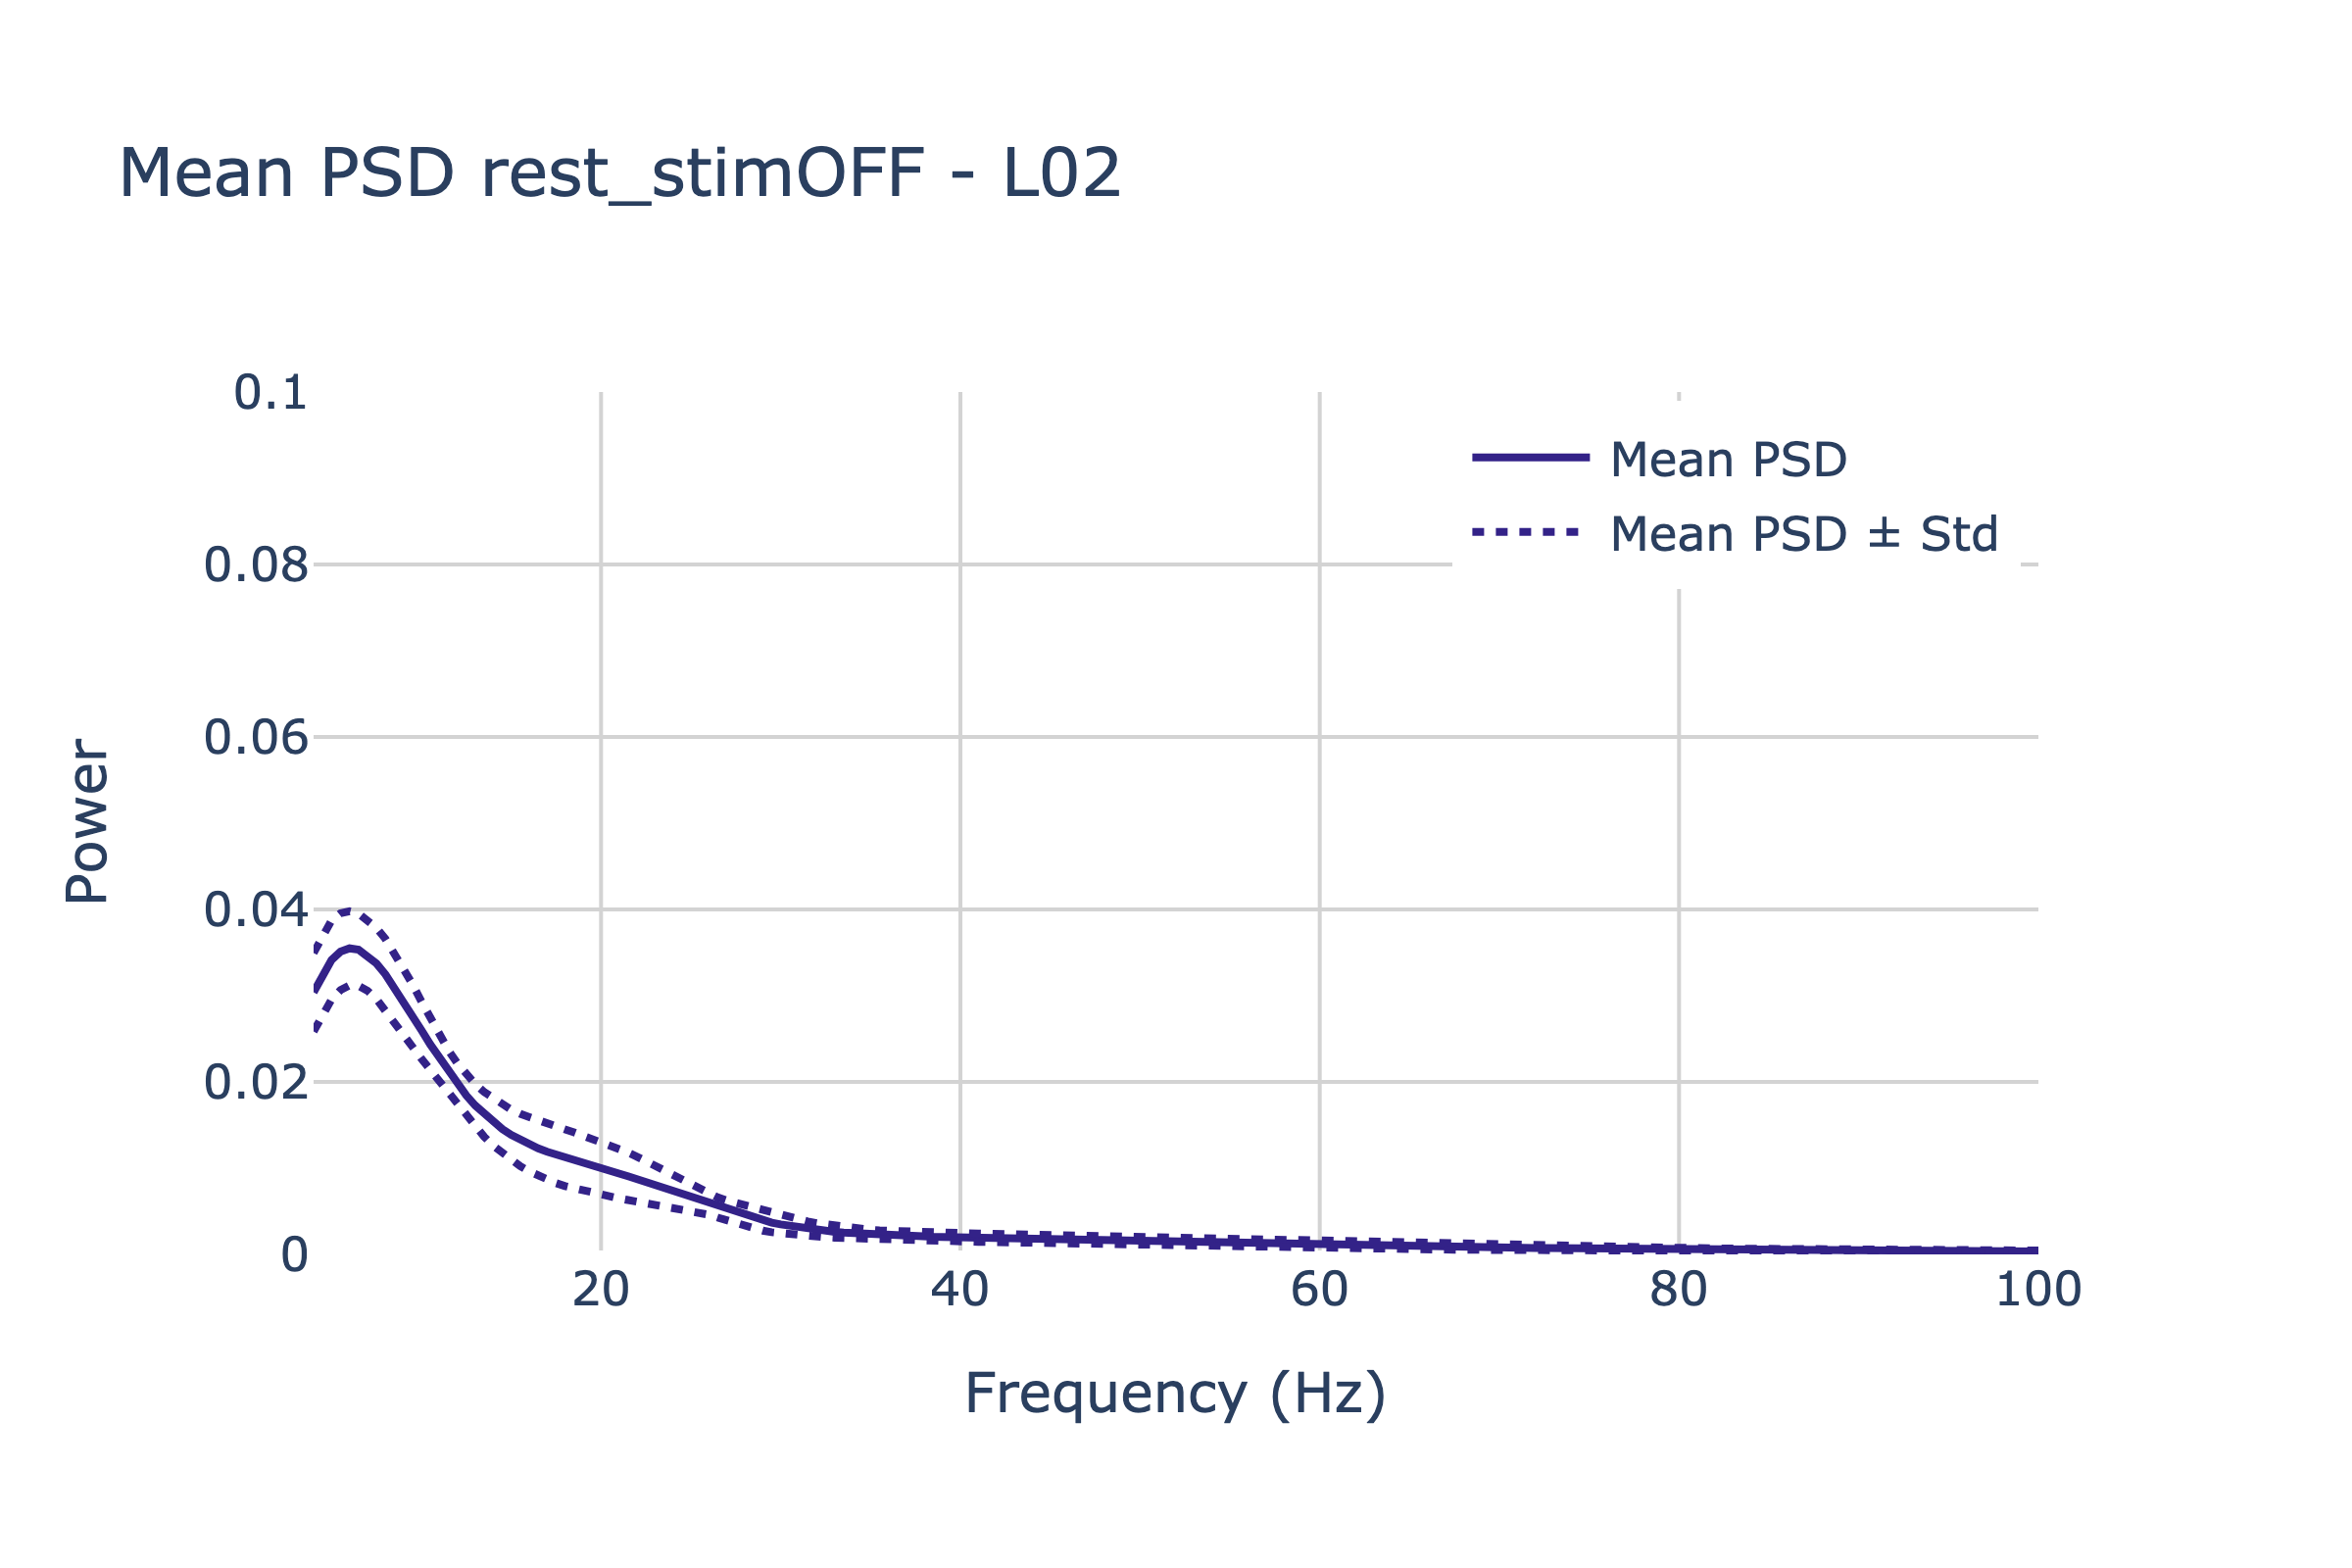 Mean PSD rest_stimOFF - L02
0.1
Mean PSD
Mean PSD ± Std
0.08
0.06
Power
0.04
0.02
0
20
40
60
80
100
Frequency (Hz)